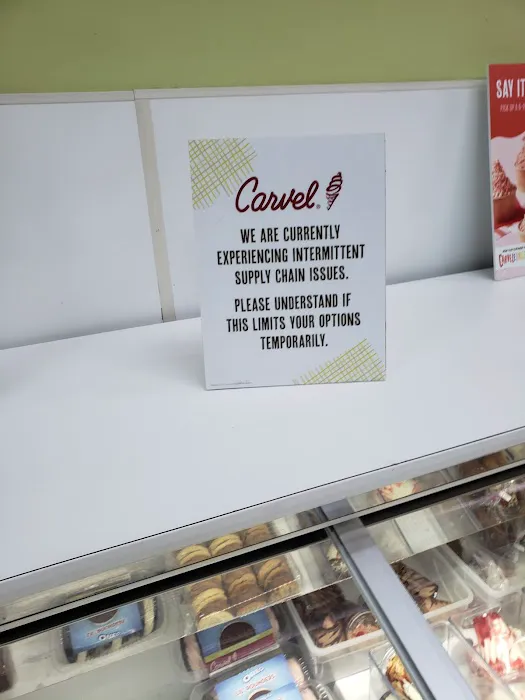 Carvel®
WE ARE CURRENTLY
EXPERIENCING INTERMITTENT
SUPPLY CHAIN ISSUES.
PLEASE UNDERSTAND IF
THIS LIMITS YOUR OPTIONS
TEMPORARILY.
SAY IT
Carvel